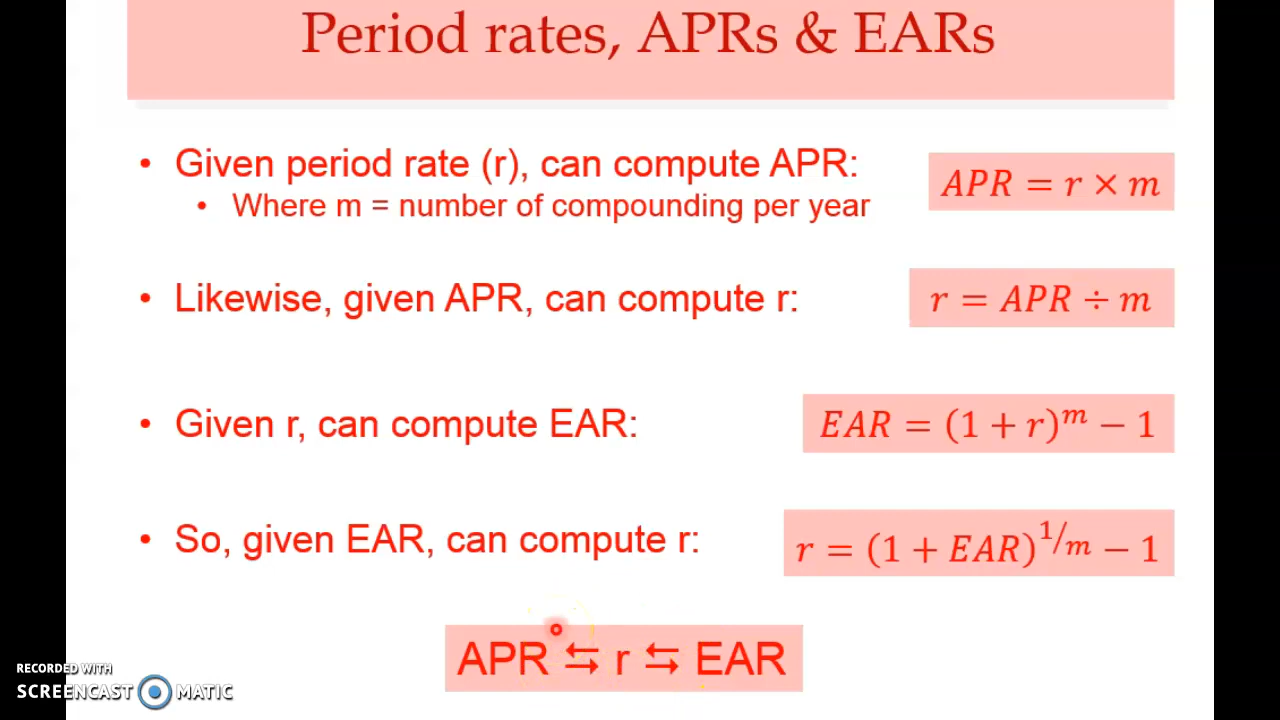 Period rates, APRs & EARs
• Given period rate (r), can compute APR:
APR = r × m
• Where m = number of compounding per year
• Likewise, given APR, can compute r:
r = APR ÷ m
• Given r, can compute EAR:
EAR = (1 + r)^m − 1
• So, given EAR, can compute r:
r = (1 + EAR)^1/m − 1
APR ⇆ r ⇆ EAR
RECORDED WITH
SCREENCAST MATIC